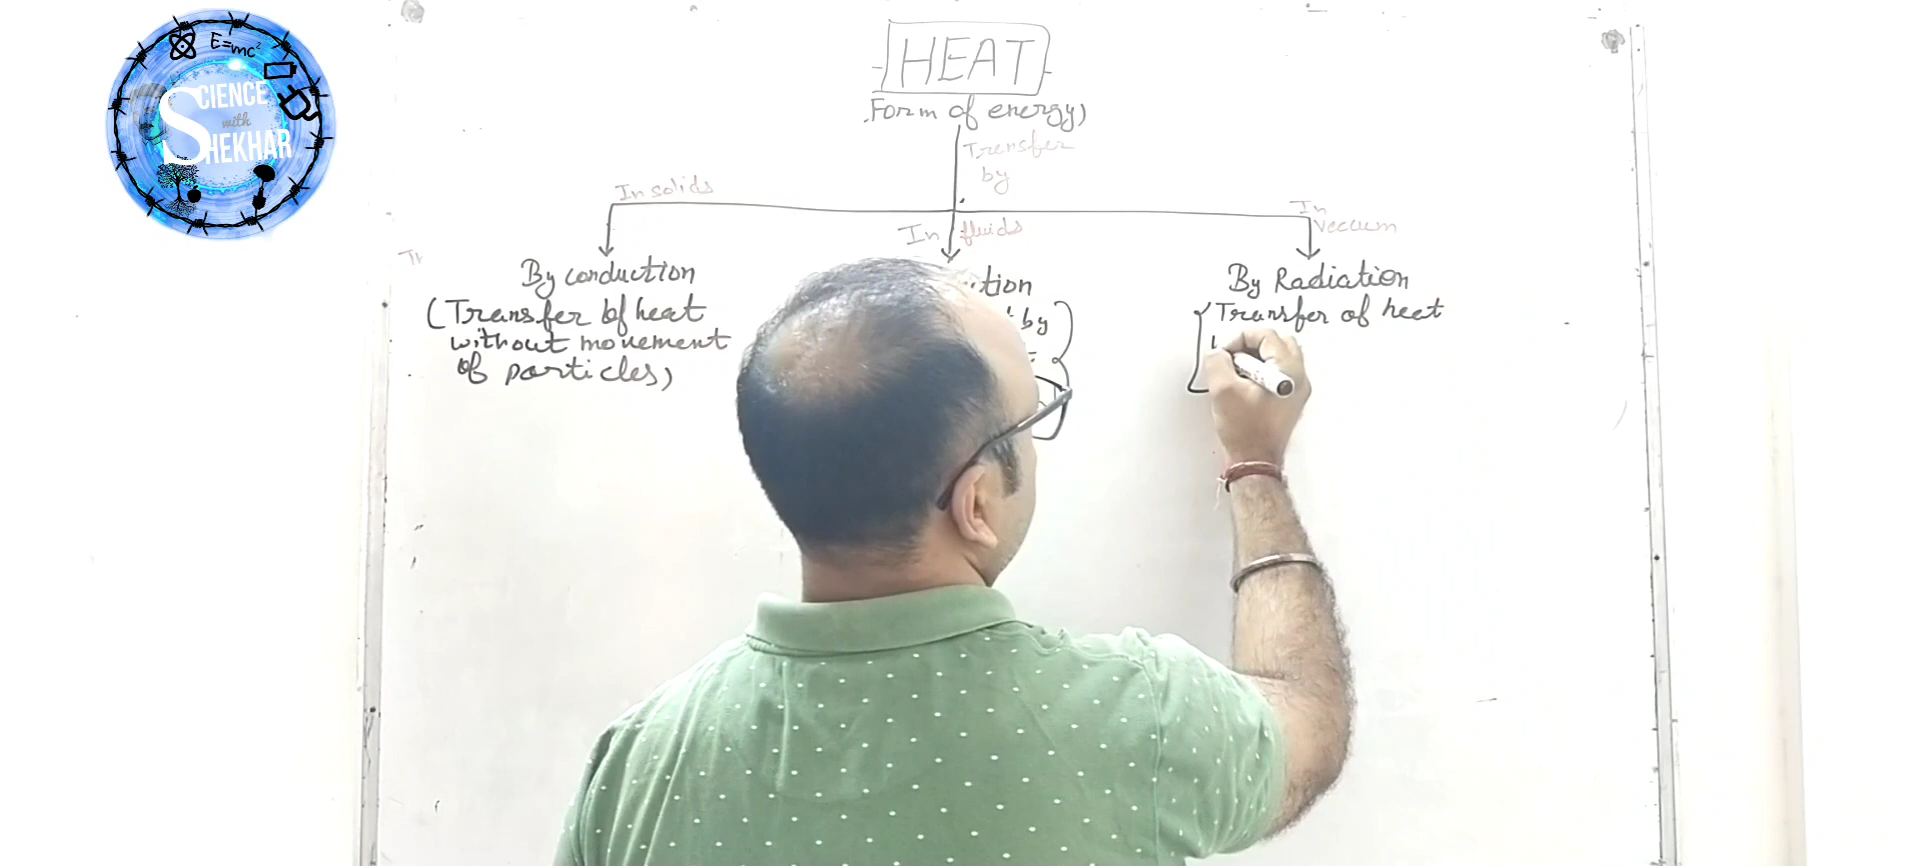 E=mc²
SCIENCE
with
SHEKHAR
HEAT
(Form of energy)
Transfer
by
In solids
In fluids
In
Vaccum
By conduction
(Transfer of heat
without movement
of particles)
by
By Radiation
Transfer of heat